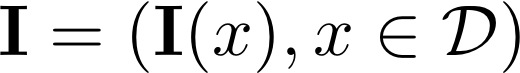 𝐈 = (𝐈(x), x ∈ 𝒟)